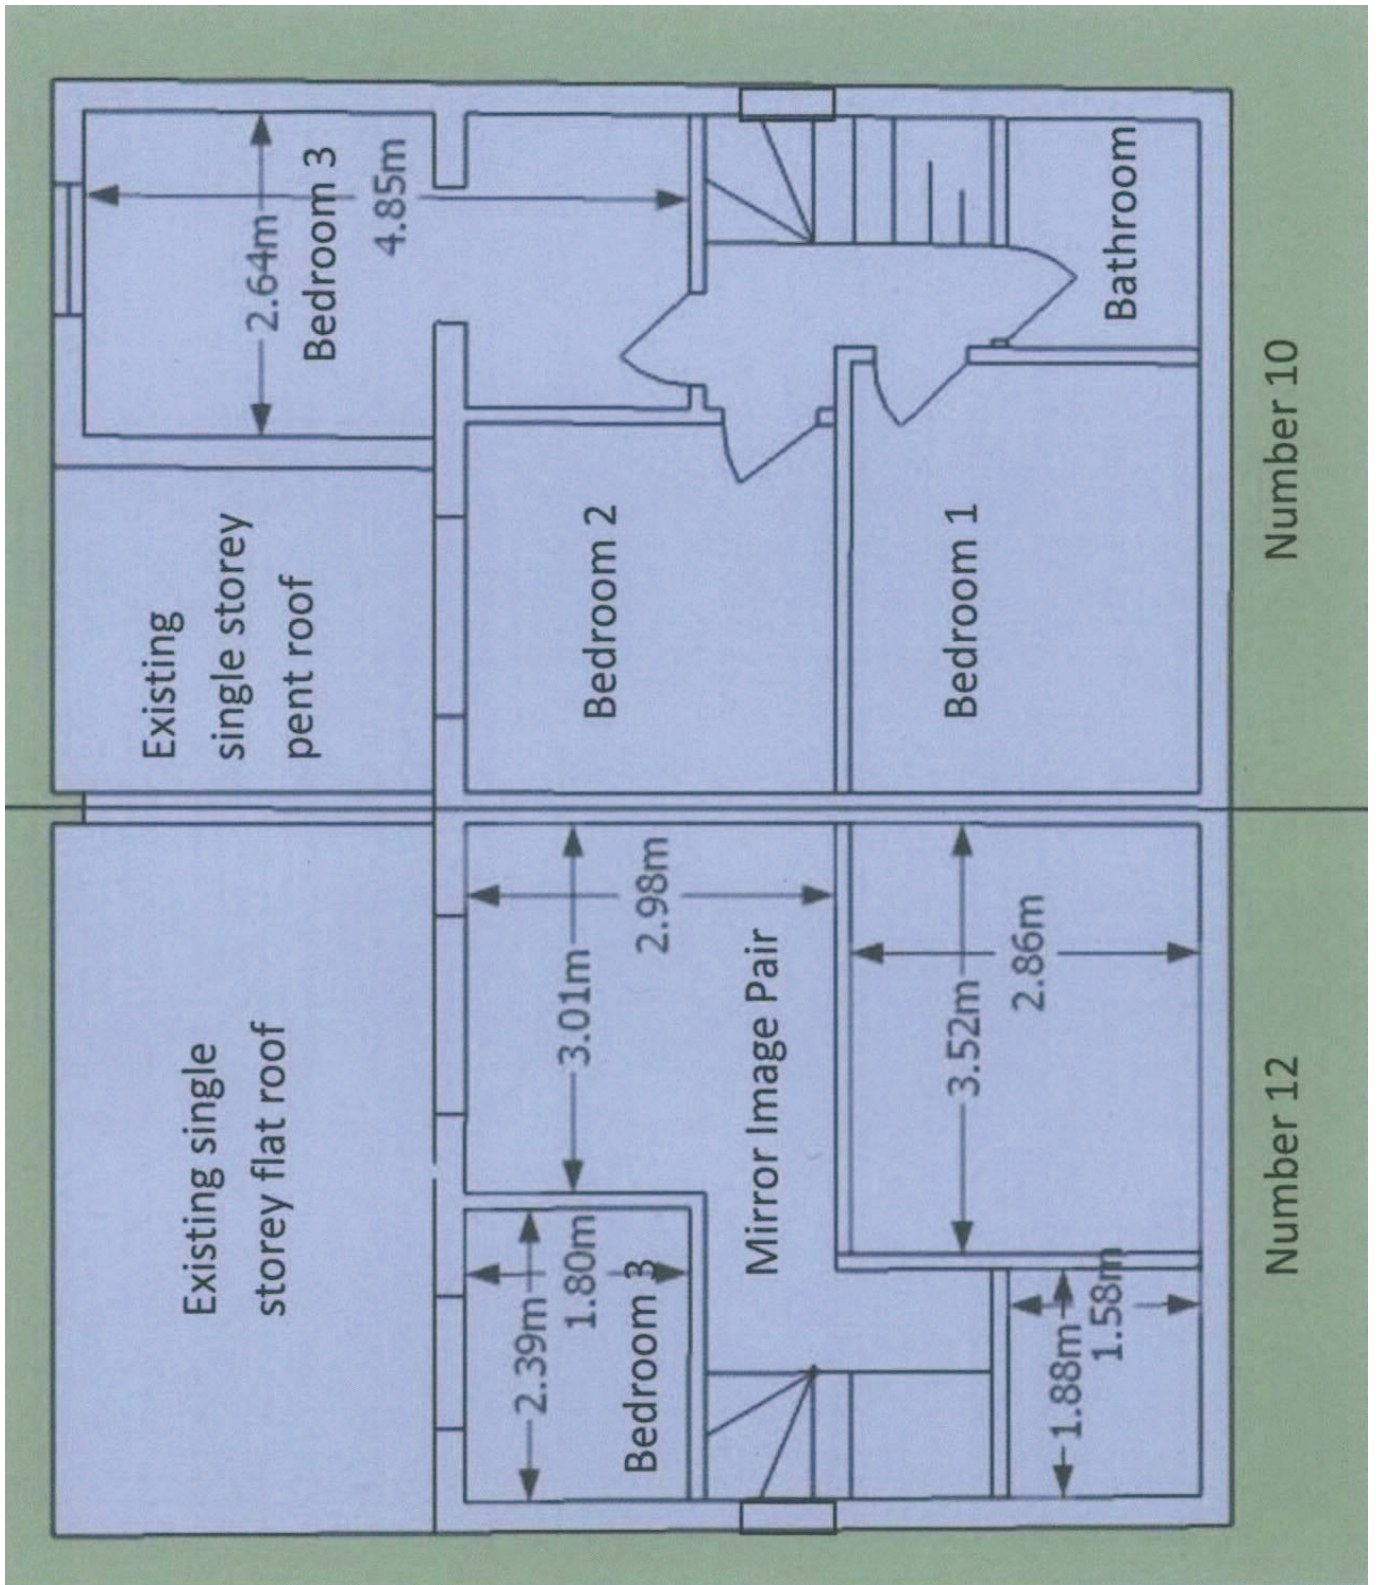 Existing single
storey flat roof
Existing
single storey
pent roof
2.64m
Bedroom 3
4.85m
2.39m
1.80m
Bedroom 3
3.01m
2.98m
Bedroom 2
Mirror Image Pair
3.52m
2.86m
Bedroom 1
1.88m
1.58m
Bathroom
Number 12
Number 10